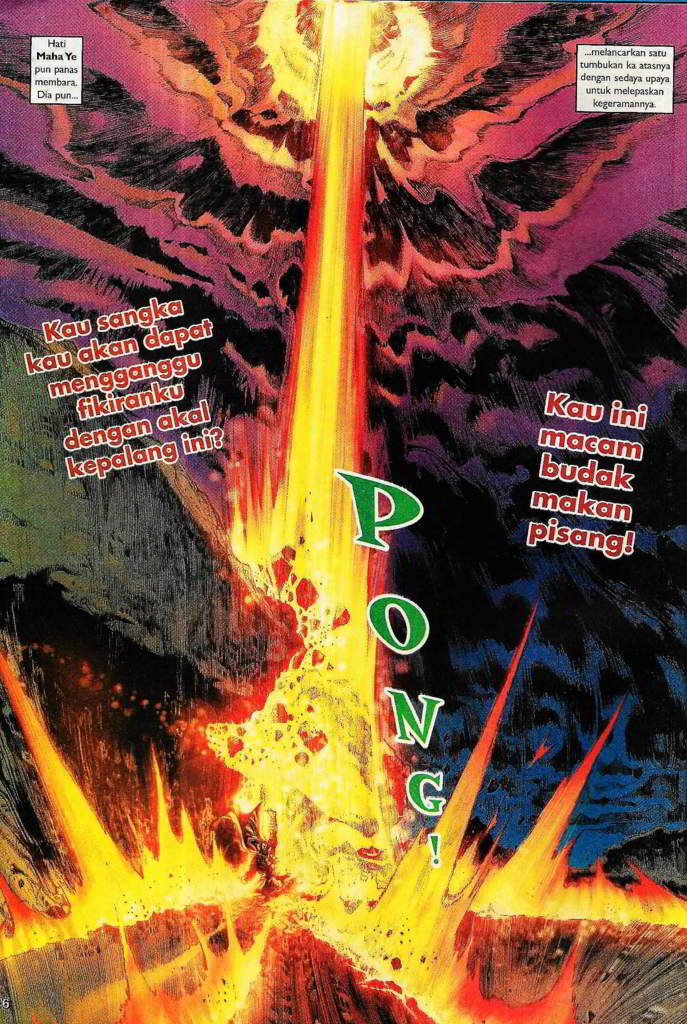 Hati
Maha Ye
pun panas
membara.
Dia pun...
...melancarkan satu
tumbukan ka atasnya
dengan sedaya upaya
untuk melepaskan
kegeramannya.
Kau sangka
kau akan dapat
mengganggu
fikiranku
dengan akal
kepalang ini?
Kau ini
macam
budak
makan
pisang!
PONG!